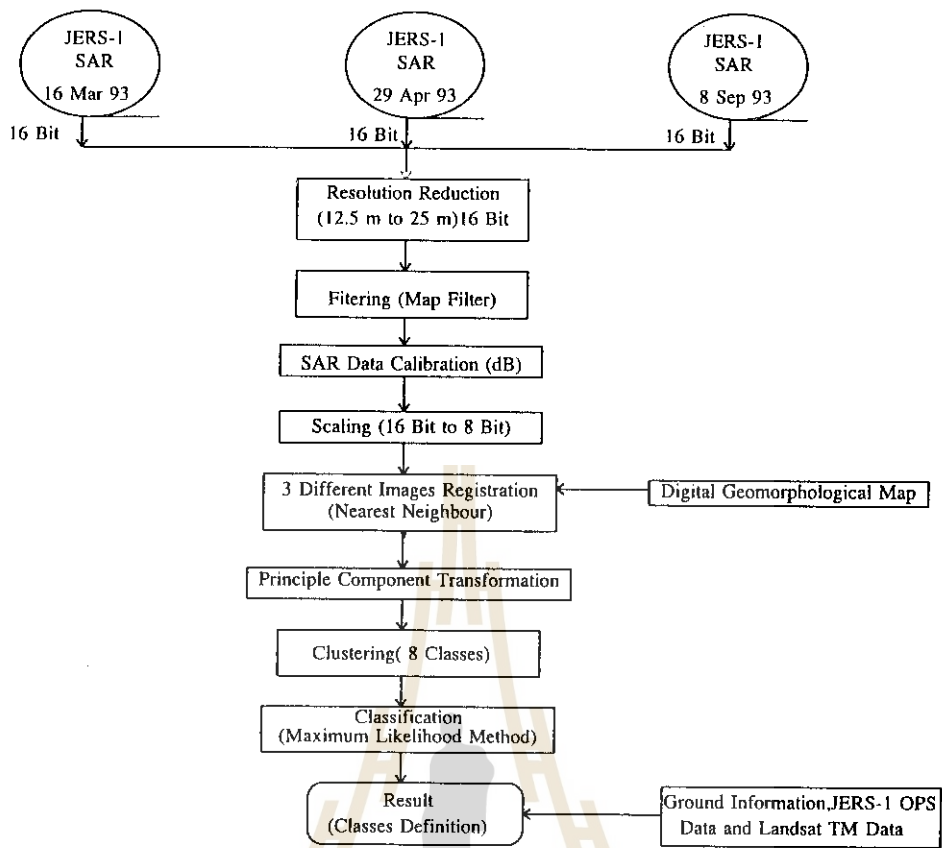 JERS-1
SAR
16 Mar 93
JERS-1
SAR
29 Apr 93
JERS-1
SAR
8 Sep 93
16 Bit
16 Bit
16 Bit
Resolution Reduction
(12.5 m to 25 m)16 Bit
Fitering (Map Filter)
SAR Data Calibration (dB)
Scaling (16 Bit to 8 Bit)
3 Different Images Registration
(Nearest Neighbour)
Digital Geomorphological Map
Principle Component Transformation
Clustering( 8 Classes)
Classification
(Maximum Likelihood Method)
Result
(Classes Definition)
Ground Information,JERS-1 OPS
Data and Landsat TM Data